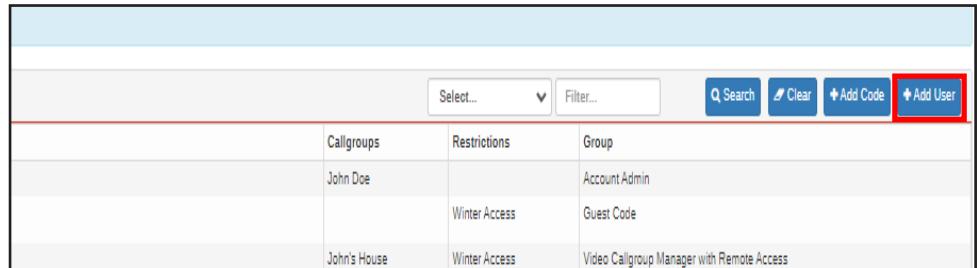 Select... Filter... Search Clear +Add Code +Add User
Callgroups Restrictions Group
John Doe Account Admin
Winter Access Guest Code
John's House Winter Access Video Callgroup Manager with Remote Access